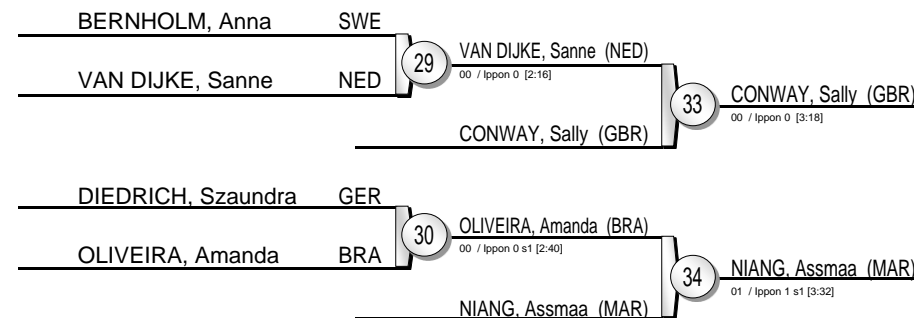 BERNHOLM, Anna SWE
29 VAN DIJKE, Sanne (NED)
00 / Ippon 0 [2:16]
VAN DIJKE, Sanne NED
33 CONWAY, Sally (GBR)
00 / Ippon 0 [3:18]
CONWAY, Sally (GBR)
DIEDRICH, Szaundra GER
30 OLIVEIRA, Amanda (BRA)
00 / Ippon 0 s1 [2:40]
OLIVEIRA, Amanda BRA
34 NIANG, Assmaa (MAR)
01 / Ippon 1 s1 [3:32]
NIANG, Assmaa (MAR)